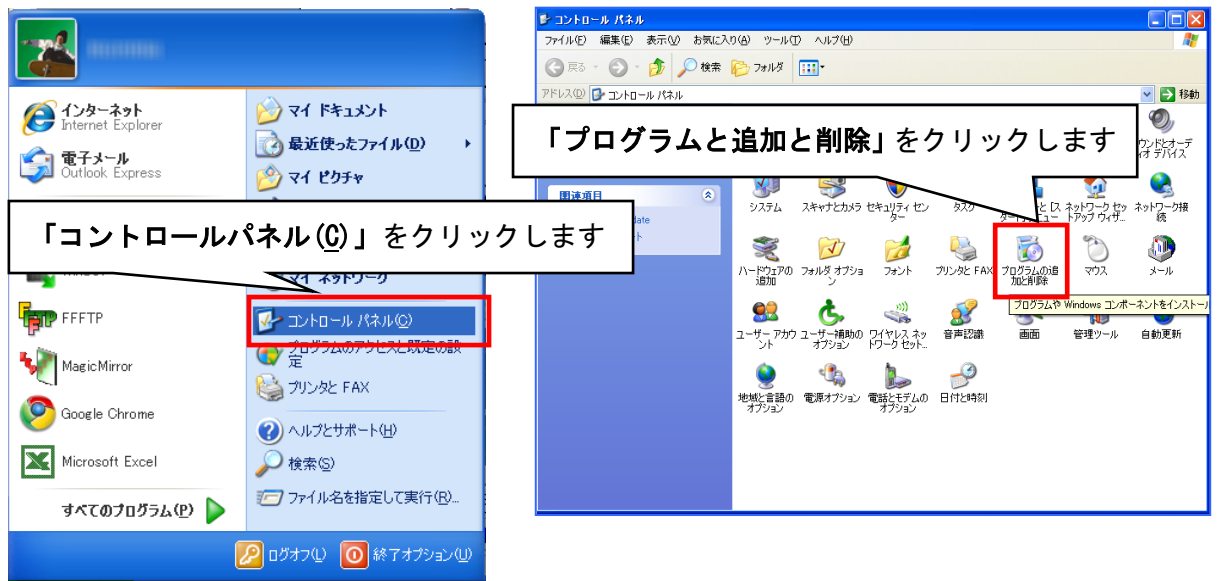 インターネット
Internet Explorer
電子メール
Outlook Express
FFFTP
MagicMirror
Google Chrome
Microsoft Excel
すべてのプログラム(P)
マイ ドキュメント
最近使ったファイル(D)
マイ ピクチャ
「コントロールパネル(C)」をクリックします
マイ ネットワーク
コントロール パネル(C)
プログラムのアクセスと既定の設
定
プリンタと FAX
ヘルプとサポート(H)
検索(S)
ファイル名を指定して実行(R)...
ログオフ(L)
終了オプション(U)
コントロール パネル
ファイル(F)
編集(E)
表示(V)
お気に入り(A)
ツール(T)
ヘルプ(H)
戻る
検索
フォルダ
アドレス(D)
コントロール パネル
移動
「プログラムと追加と削除」をクリックします
ウンドとオーデ
ィオ デバイス
関連項目
date
ト
システム
スキャナとカメラ
セキュリティ セン
ター
タスク
と [ス
タート] メニュー
ネットワーク セッ
トアップ ウィザ...
ネットワーク接
続
ハードウェアの
追加
フォルダ オプショ
ン
フォント
プリンタと FAX
プログラムの追
加と削除
マウス
メール
プログラムや Windows コンポーネントをインストー
ユーザー アカウ
ント
ユーザー補助の
オプション
ワイヤレス ネッ
トワーク セット...
音声認識
画面
管理ツール
自動更新
地域と言語の
オプション
電源オプション
電話とモデムの
オプション
日付と時刻